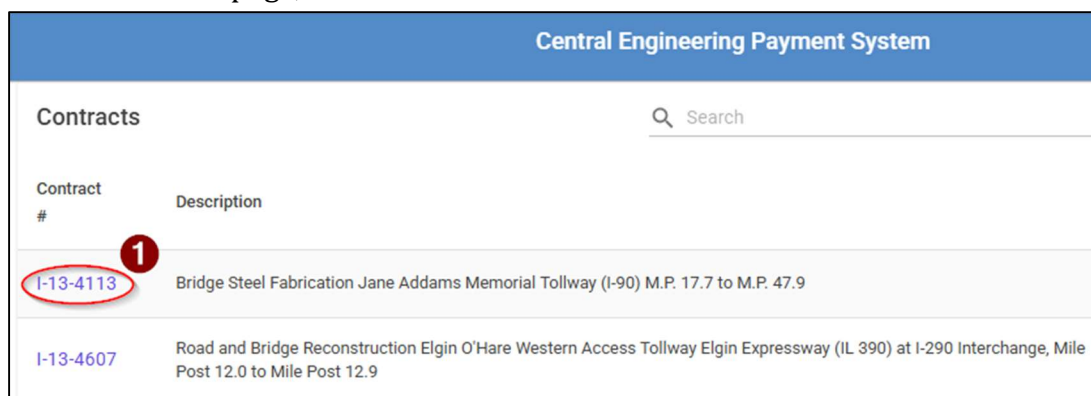 Central Engineering Payment System
Contracts
Search
Contract
#
Description
1
I-13-4113
Bridge Steel Fabrication Jane Addams Memorial Tollway (I-90) M.P. 17.7 to M.P. 47.9
I-13-4607
Road and Bridge Reconstruction Elgin O'Hare Western Access Tollway Elgin Expressway (IL 390) at I-290 Interchange, Mile
Post 12.0 to Mile Post 12.9